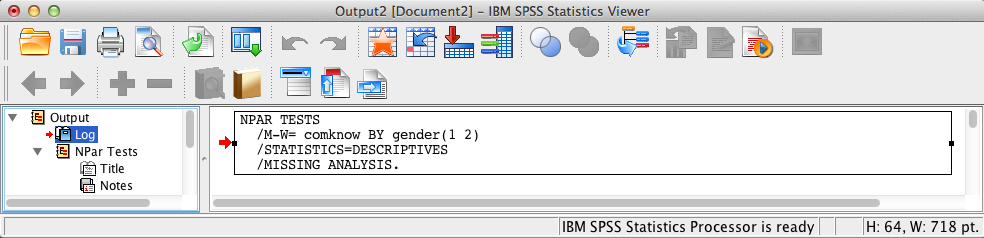 Output2 [Document2] - IBM SPSS Statistics Viewer
Output
Log
NPar Tests
Title
Notes
NPAR TESTS
/M-W= comknow BY gender(1 2)
/STATISTICS=DESCRIPTIVES
/MISSING ANALYSIS.
IBM SPSS Statistics Processor is ready
H: 64, W: 718 pt.